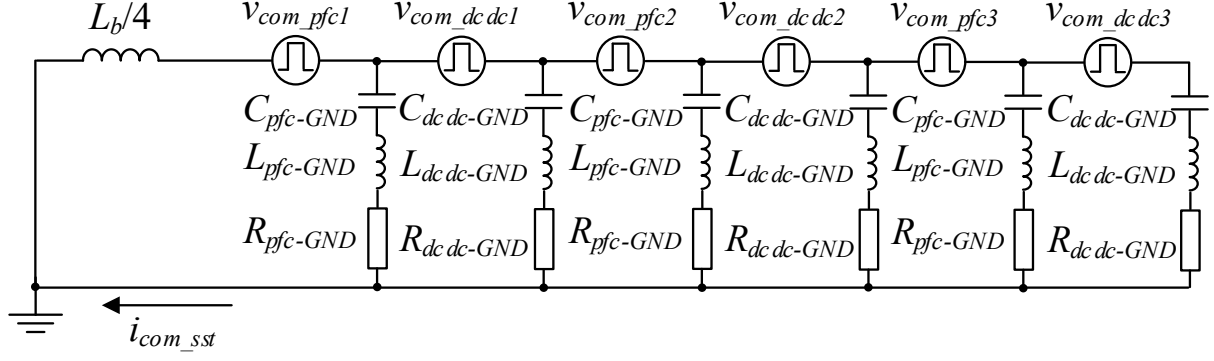 L_b/4
v_com_pfc1 v_com_dcdc1 v_com_pfc2 v_com_dcdc2 v_com_pfc3 v_com_dcdc3
C_pfc-GND C_dcdc-GND C_pfc-GND C_dcdc-GND C_pfc-GND C_dcdc-GND
L_pfc-GND L_dcdc-GND L_pfc-GND L_dcdc-GND L_pfc-GND L_dcdc-GND
R_pfc-GND R_dcdc-GND R_pfc-GND R_dcdc-GND R_pfc-GND R_dcdc-GND
i_com_sst